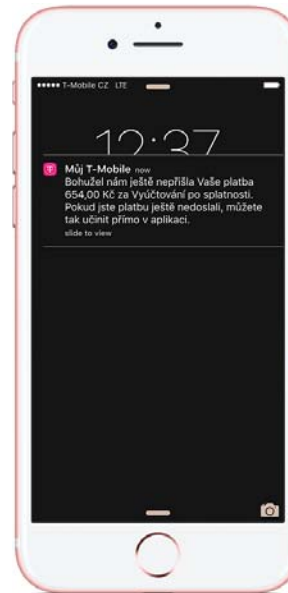 T-Mobile CZ LTE
12:37
Můj T-Mobile now
Bohužel nám ještě nepřišla Vaše platba
654,00 Kč za Vyúčtování po splatnosti.
Pokud jste platbu ještě nedoslali, můžete
tak učinit přímo v aplikaci.
slide to view